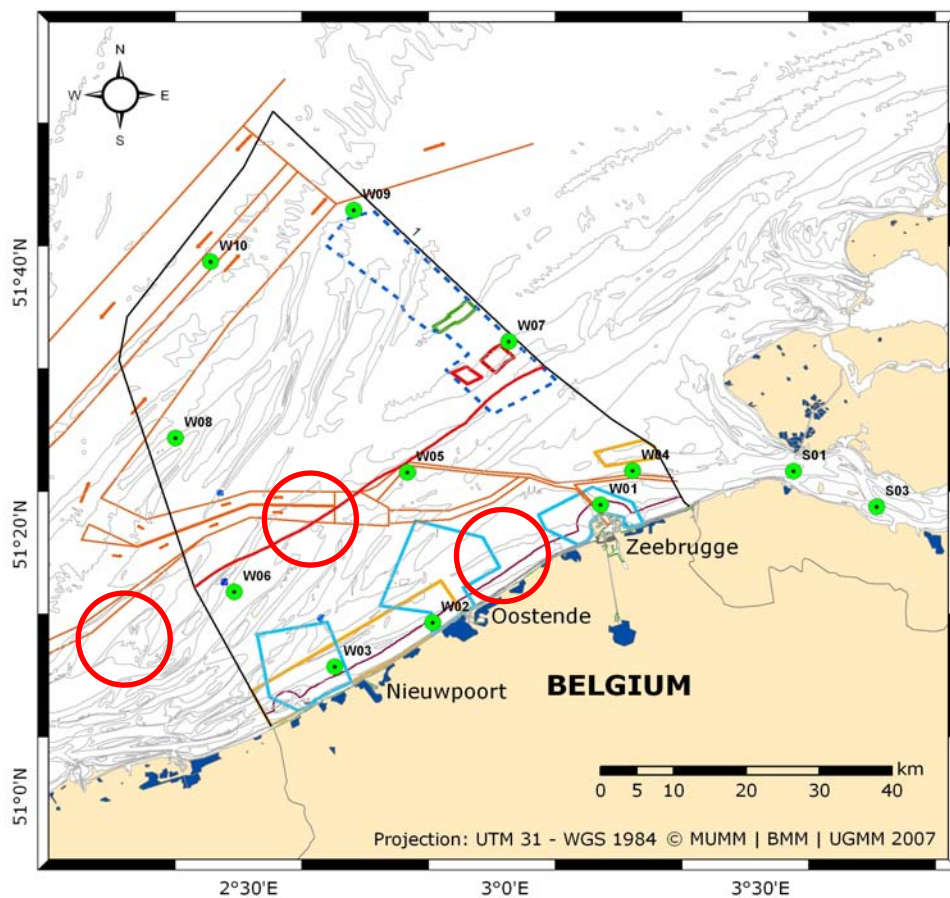 N
W E
S
W09
1
W10
51°40'N
W07
W08
W05
W04
S01
W01
S03
51°20'N
Zeebrugge
W06
W02
Oostende
W03
Nieuwpoort
BELGIUM
km
0 5 10 20 30 40
51°0'N
Projection: UTM 31 - WGS 1984 © MUMM | BMM | UGMM 2007
2°30'E 3°0'E 3°30'E